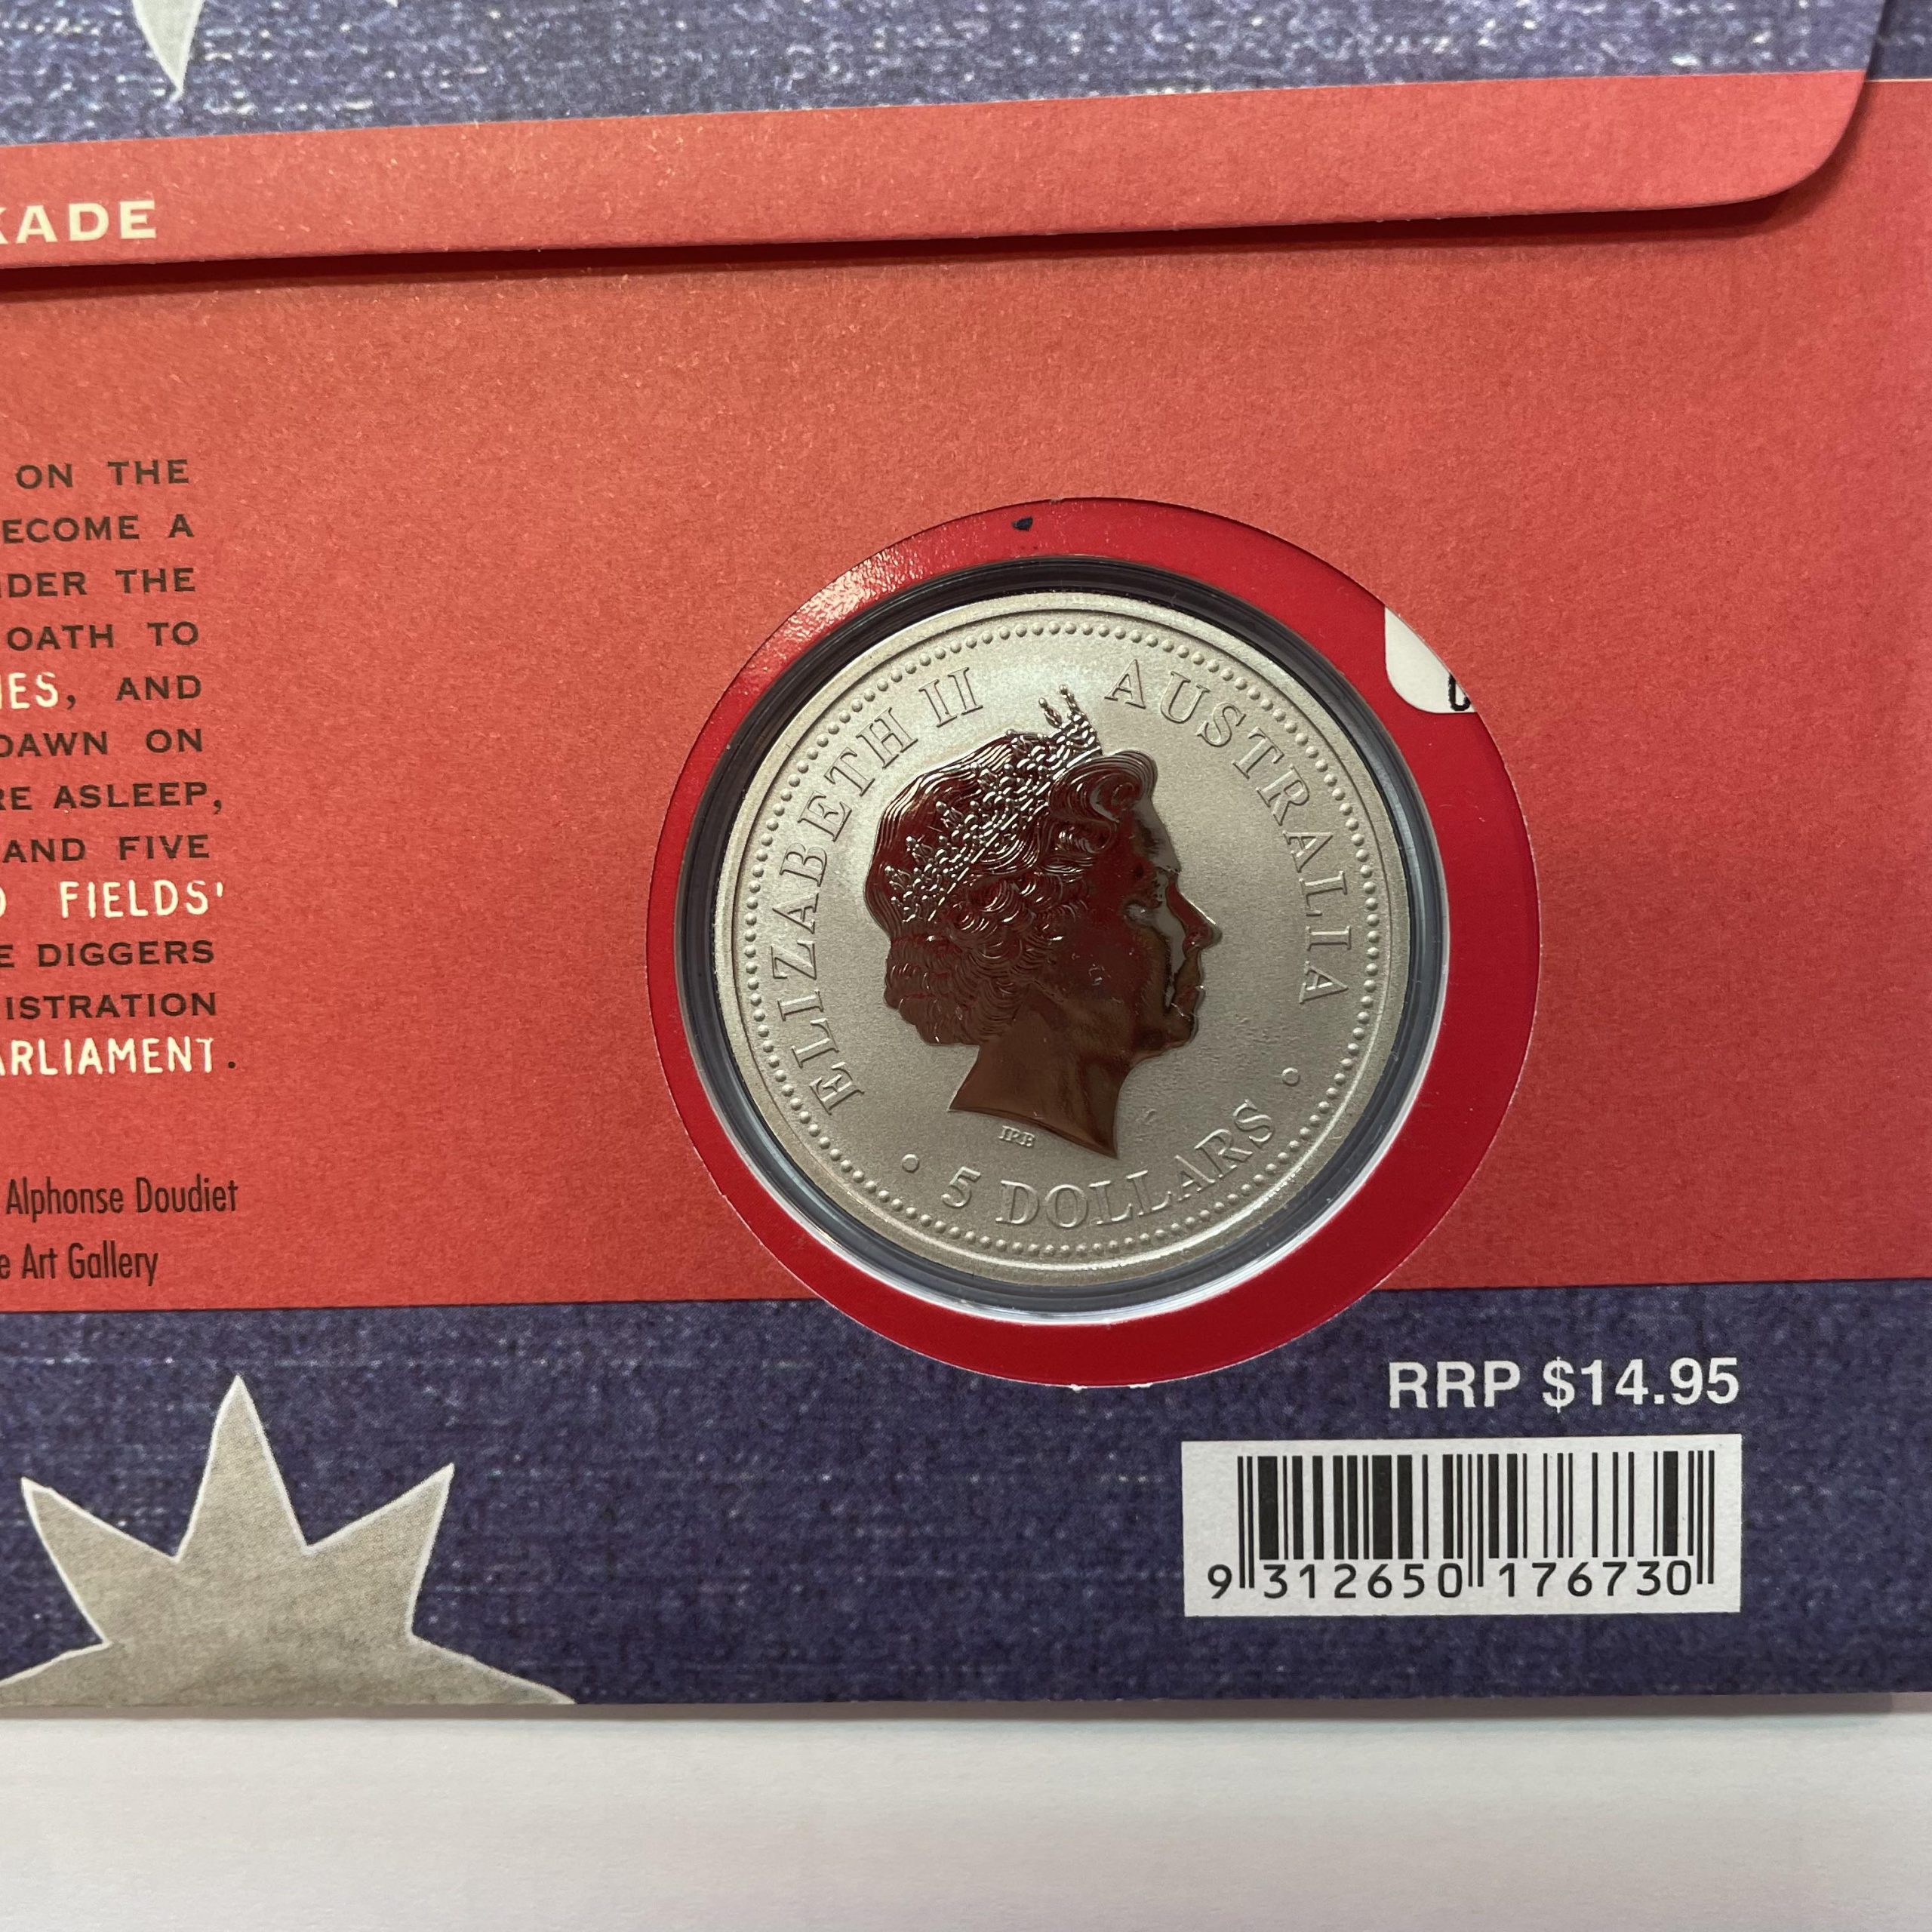 KADE
ON THE
ECOME A
DER THE
OATH TO
IES, AND
DAWN ON
RE ASLEEP,
AND FIVE
D FIELDS'
E DIGGERS
ISTRATION
ARLIAMENT.
Alphonse Doudiet
e Art Gallery
ELIZABETH II AUSTRALIA
IRB
• 5 DOLLARS •
RRP $14.95
9 312650 176730